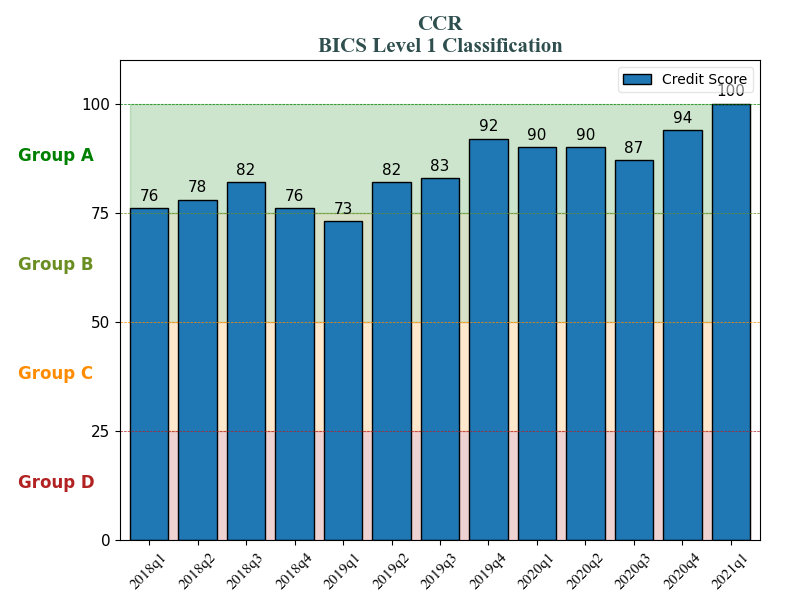 CCR
BICS Level 1 Classification
Credit Score
100
75
50
25
0
Group A
Group B
Group C
Group D
76
78
82
76
73
82
83
92
90
90
87
94
100
2018q1
2018q2
2018q3
2018q4
2019q1
2019q2
2019q3
2019q4
2020q1
2020q2
2020q3
2020q4
2021q1